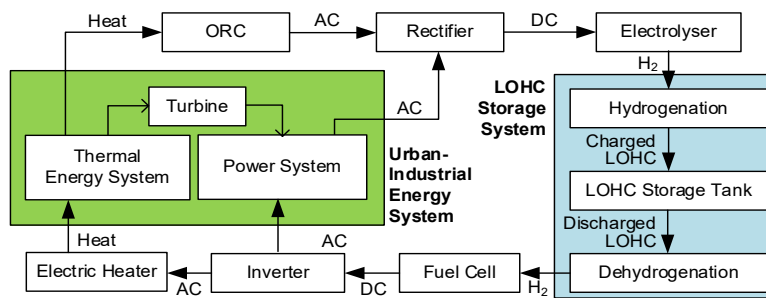 Heat
ORC
AC
Rectifier
DC
Electrolyser
H2
LOHC
Storage
System
Hydrogenation
Charged
LOHC
LOHC Storage Tank
Discharged
LOHC
Dehydrogenation
Turbine
AC
Thermal
Energy System
Power System
Urban-
Industrial
Energy
System
Heat
AC
Electric Heater
AC
Inverter
DC
Fuel Cell
H2